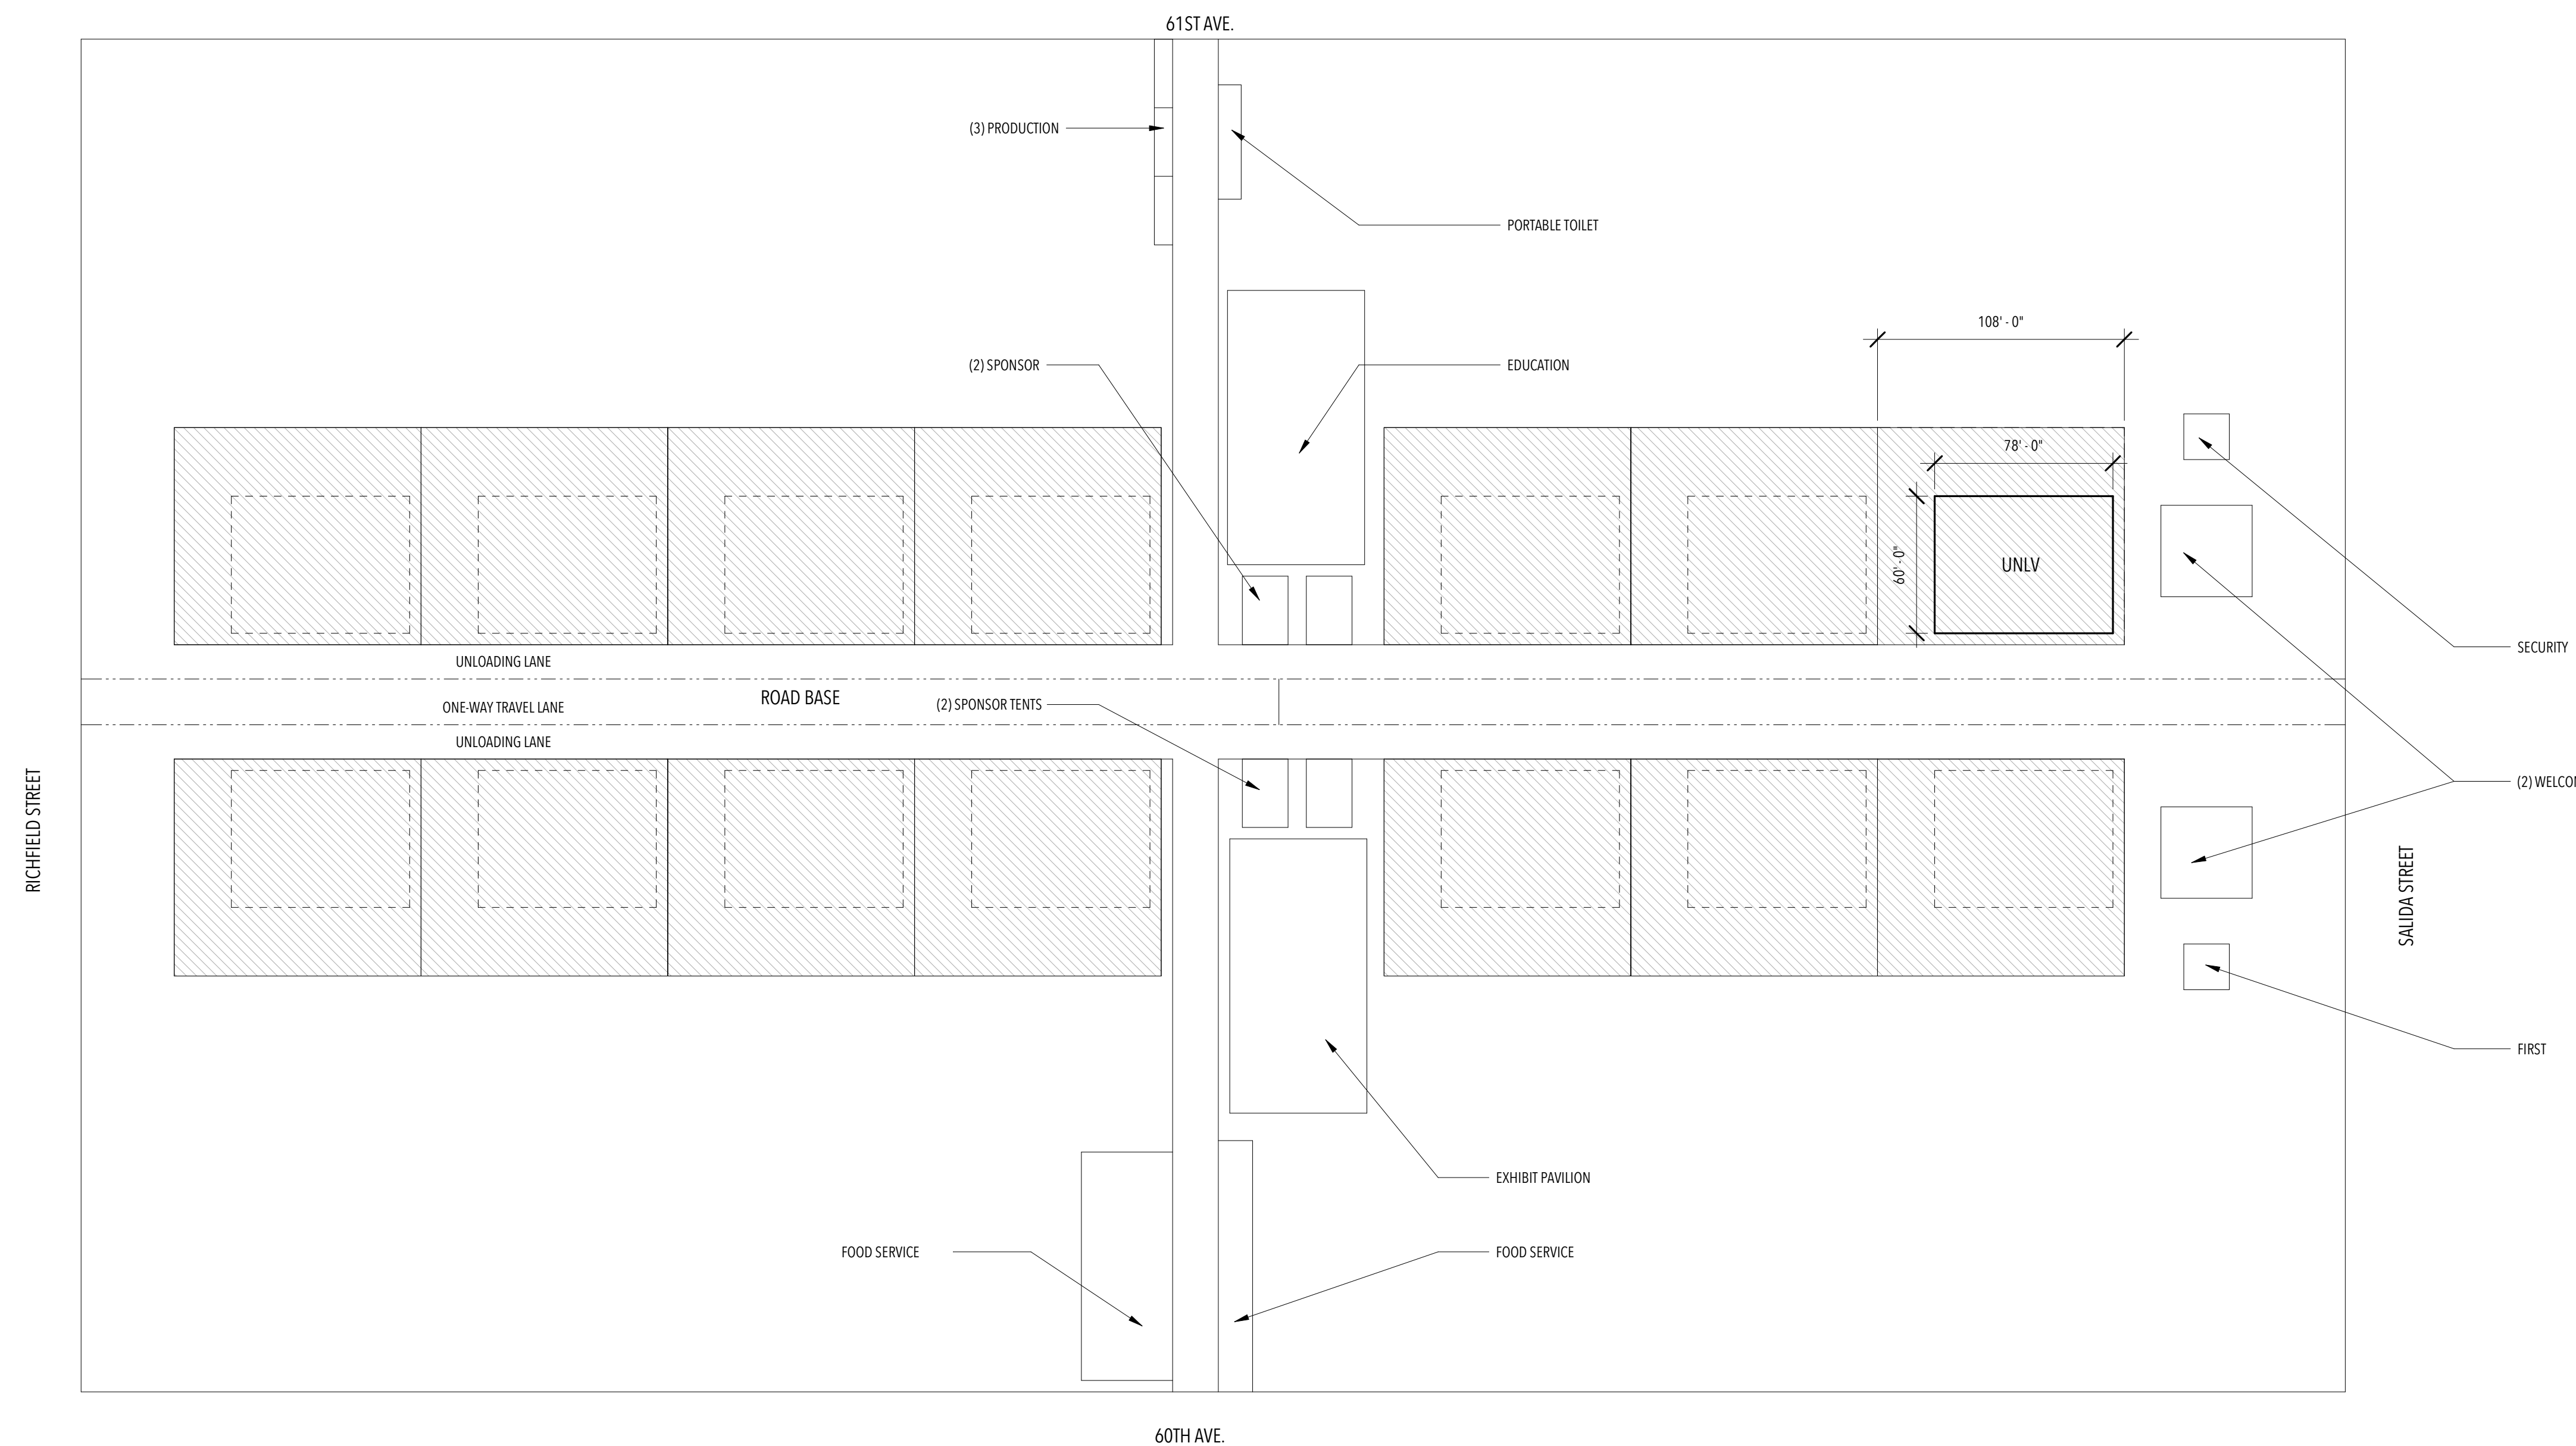 61ST AVE.
(3) PRODUCTION
PORTABLE TOILET
108' - 0"
(2) SPONSOR
EDUCATION
78' - 0"
60' - 0"
UNLV
SECURITY
UNLOADING LANE
ROAD BASE
(2) SPONSOR TENTS
ONE-WAY TRAVEL LANE
UNLOADING LANE
(2)
RICHFIELD STREET
SALIDA STREET
FIRST
EXHIBIT PAVILION
FOOD SERVICE
FOOD SERVICE
60TH AVE.